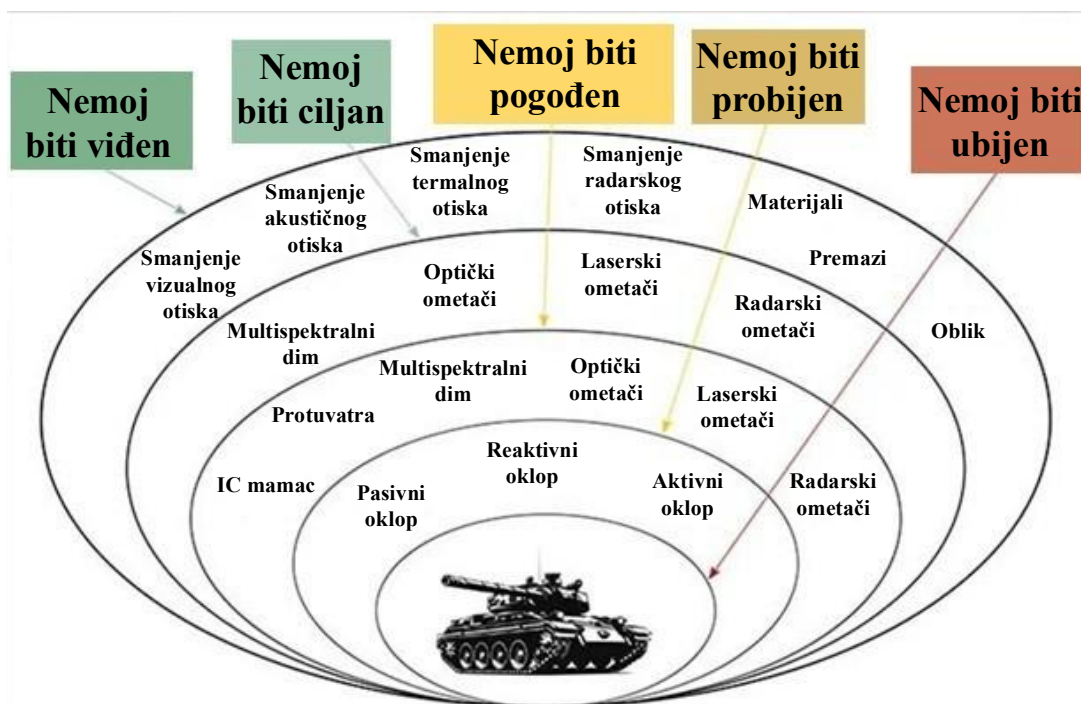 Nemoj
biti viđen
Nemoj
biti ciljan
Nemoj biti
pogođen
Nemoj biti
probijen
Nemoj biti
ubijen
Smanjenje
vizualnog
otiska
Smanjenje
akustičnog
otiska
Smanjenje
termalnog
otiska
Smanjenje
radarskog
otiska
Materijali
Premazi
Oblik
Multispektralni
dim
Optički
ometači
Laserski
ometači
Radarski
ometači
IC mamac
Protuvatra
Multispektralni
dim
Optički
ometači
Laserski
ometači
Radarski
ometači
Pasivni
oklop
Reaktivni
oklop
Aktivni
oklop